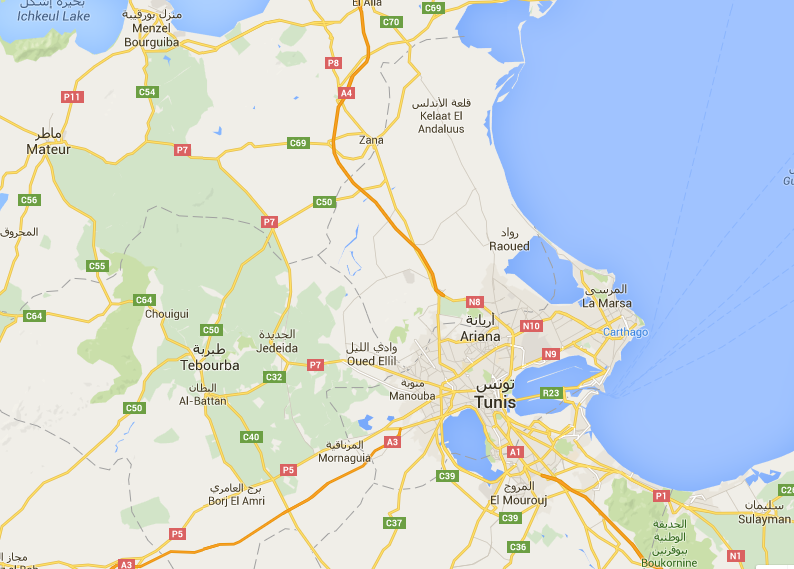 بحيرة إشكل
Ichkeul Lake
منزل بورقيبة
Menzel
Bourguiba
El Alia
C70
C69
P8
A4
P11
C54
قلعة الأندلس
Kelaat El
Andaluus
ماطر
Mateur
P7
C69
Zana
C56
C50
المحروق
P7
رواد
Raoued
C55
C64
C64
Chouigui
المرسى
La Marsa
N8
أريانة
Ariana
N10
Carthago
C50
طبربة
Tebourba
الجديدة
Jedeida
وادي الليل
Oued Ellil
P7
N9
C32
البطان
Al-Battan
منوبة
Manouba
تونس
Tunis
R23
C50
C40
المرناقية
Mornaguia
A3
A1
P5
C39
برج العامري
Borj El Amri
المروج
El Mourouj
C39
C37
C36
P1
سليمان
Sulayman
الحديقة
الوطنية
ببوقرنين
Boukornine
P5
A3
N1